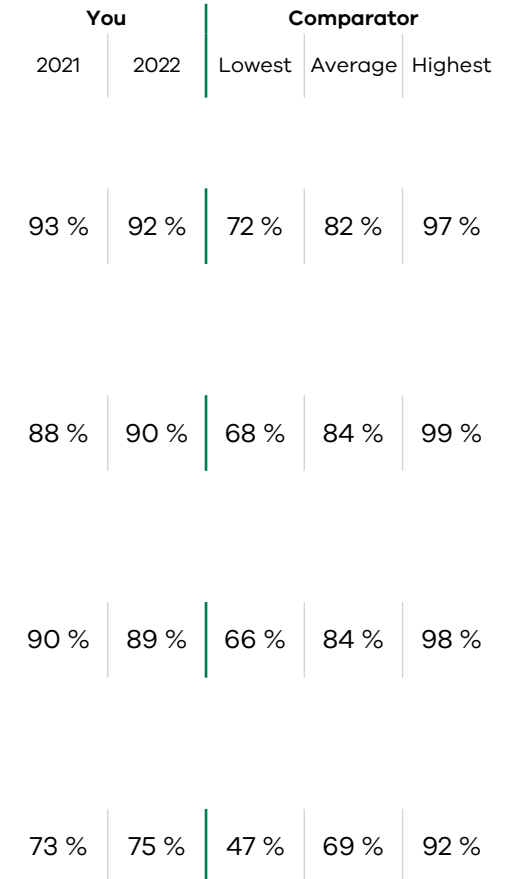 You Comparator
2021 2022 Lowest Average Highest
93 % 92 % 72 % 82 % 97 %
88 % 90 % 68 % 84 % 99 %
90 % 89 % 66 % 84 % 98 %
73 % 75 % 47 % 69 % 92 %